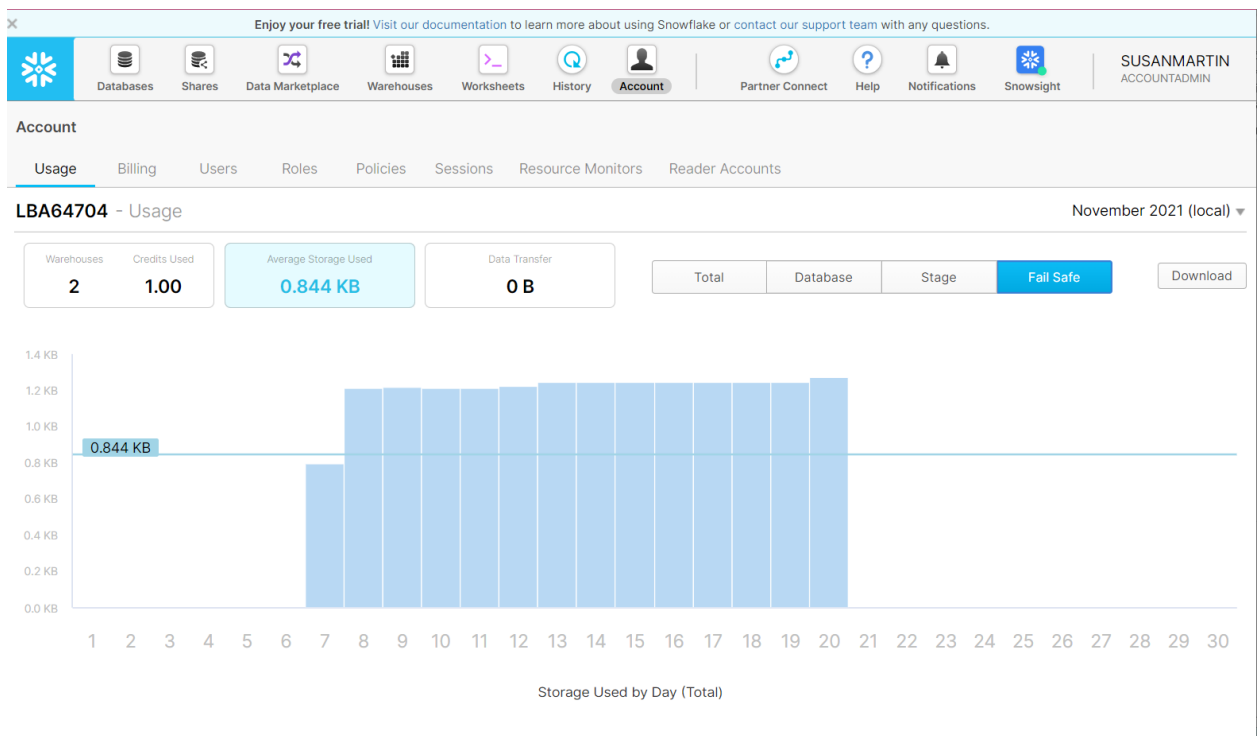 Enjoy your free trial! Visit our documentation to learn more about using Snowflake or contact our support team with any questions.
Databases Shares Data Marketplace Warehouses Worksheets History Account Partner Connect Help Notifications Snowsight
SUSANMARTIN
ACCOUNTADMIN
Account
Usage Billing Users Roles Policies Sessions Resource Monitors Reader Accounts
LBA64704 - Usage November 2021 (local)
Warehouses Credits Used Average Storage Used Data Transfer
2 1.00 0.844 KB 0 B
Total Database Stage Fail Safe Download
1.4 KB
1.2 KB
1.0 KB
0.844 KB
0.8 KB
0.6 KB
0.4 KB
0.2 KB
0.0 KB
1 2 3 4 5 6 7 8 9 10 11 12 13 14 15 16 17 18 19 20 21 22 23 24 25 26 27 28 29 30
Storage Used by Day (Total)